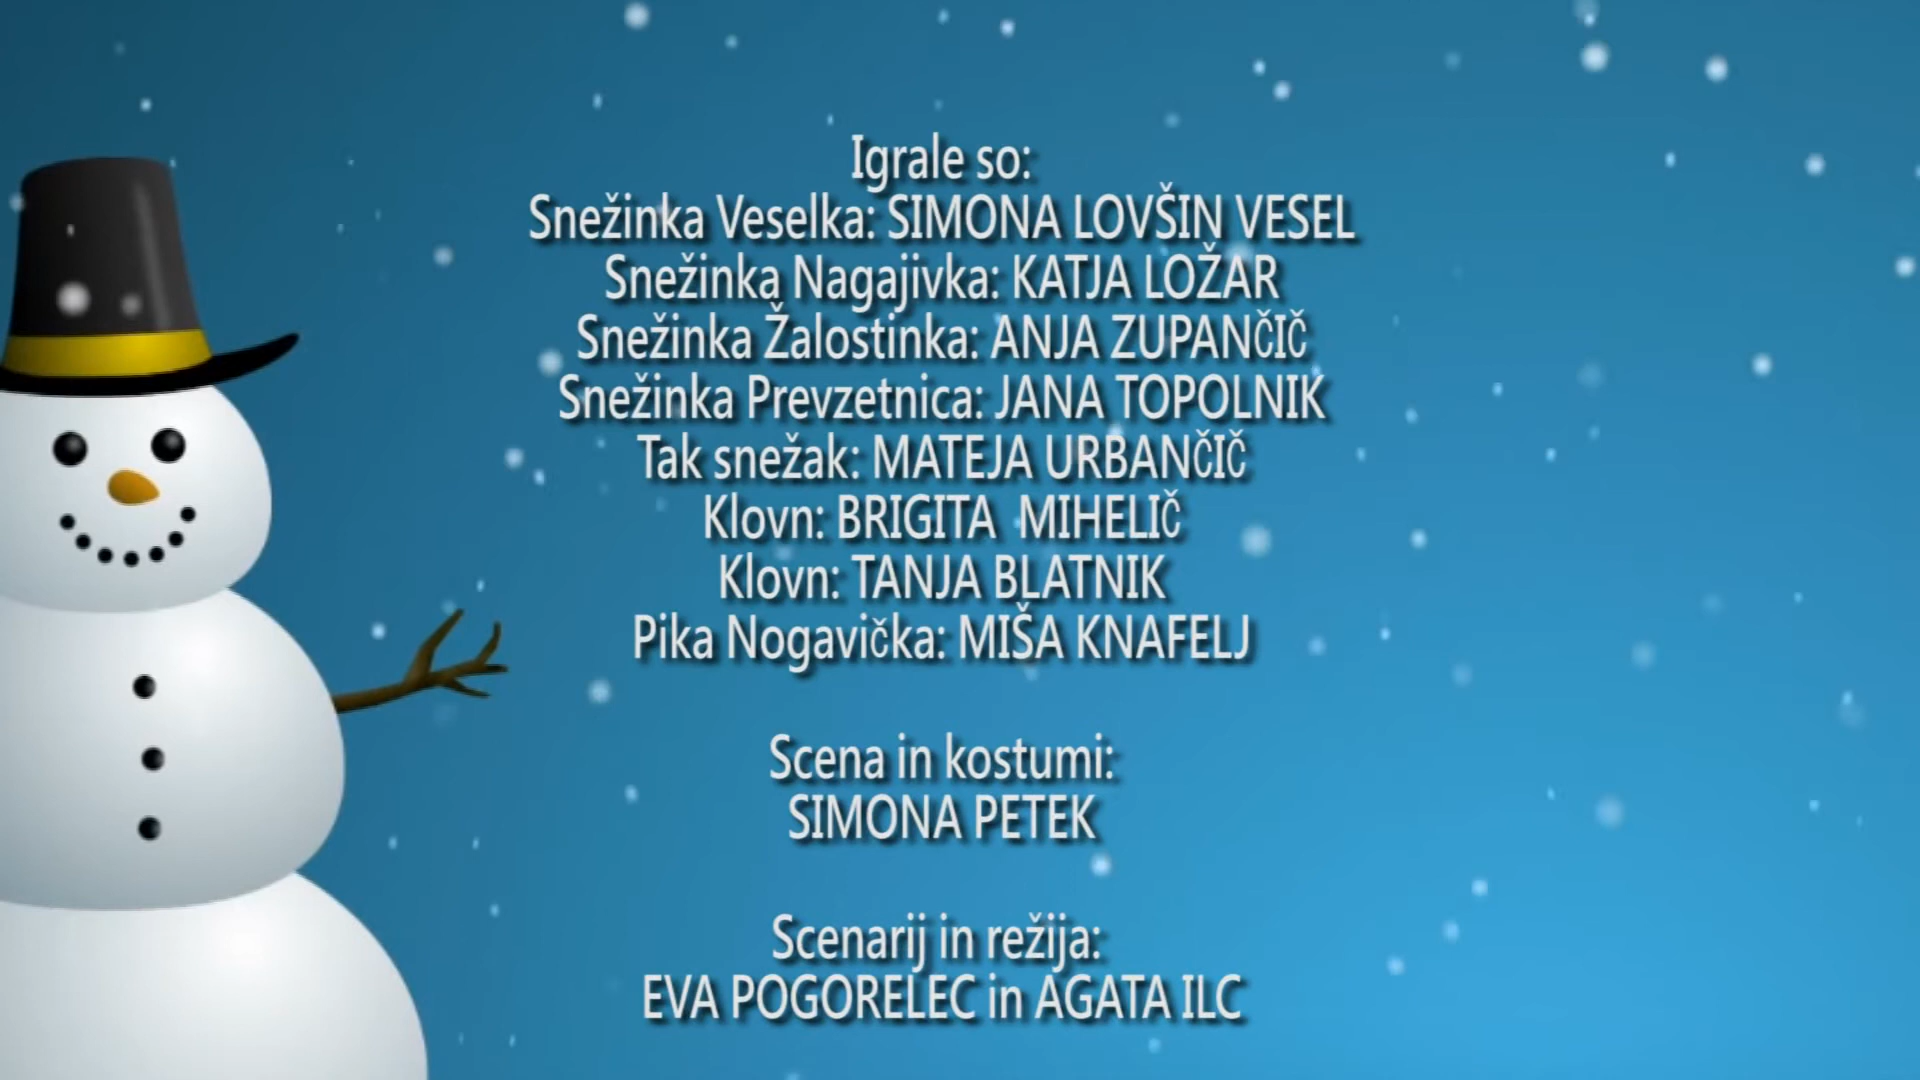 Igrale so:
Snežinka Veselka: SIMONA LOVŠIN VESEL
Snežinka Nagajivka: KATJA LOŽAR
Snežinka Žalostinka: ANJA ZUPANČIČ
Snežinka Prevzetnica: JANA TOPOLNIK
Tak snežak: MATEJA URBANČIČ
Klovn: BRIGITA  MIHELIČ
Klovn: TANJA BLATNIK
Pika Nogavička: MIŠA KNAFELJ
Scena in kostumi:
SIMONA PETEK
Scenarij in režija:
EVA POGORELEC in AGATA ILC